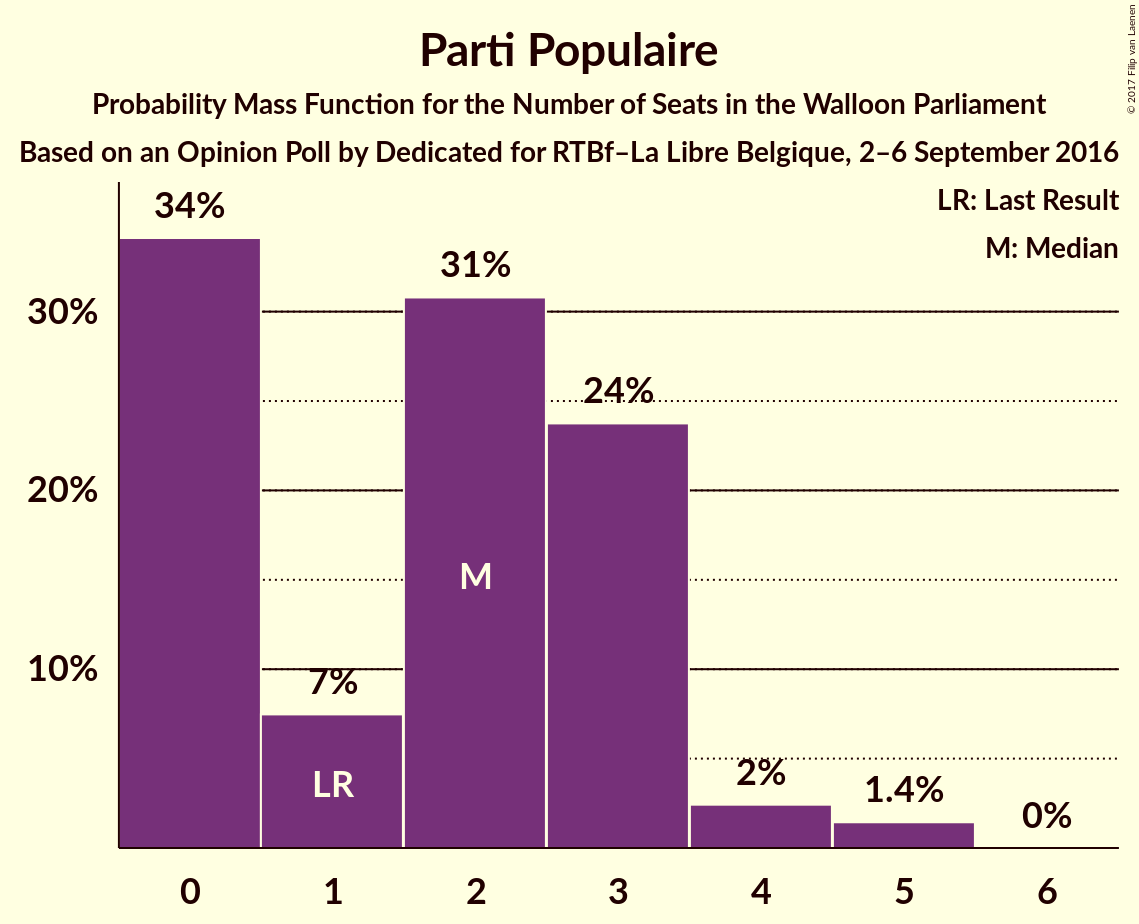 Parti Populaire
Probability Mass Function for the Number of Seats in the Walloon Parliament
Based on an Opinion Poll by Dedicated for RTBf–La Libre Belgique, 2–6 September 2016
© 2017 Filip van Laenen
LR: Last Result
M: Median
34%
31%
30%
24%
20%
M
10%
7%
LR
2%
1.4%
0%
0 1 2 3 4 5 6